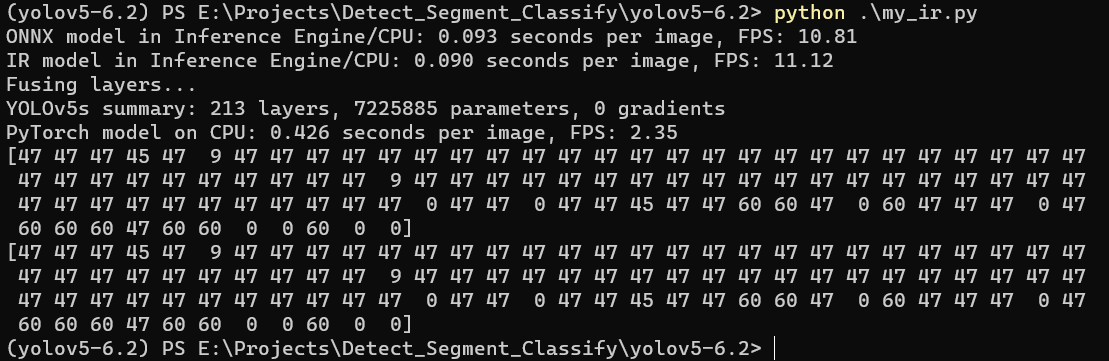 (yolov5-6.2) PS E:\Projects\Detect_Segment_Classify\yolov5-6.2> python .\my_ir.py
ONNX model in Inference Engine/CPU: 0.093 seconds per image, FPS: 10.81
IR model in Inference Engine/CPU: 0.090 seconds per image, FPS: 11.12
Fusing layers...
YOLOv5s summary: 213 layers, 7225885 parameters, 0 gradients
PyTorch model on CPU: 0.426 seconds per image, FPS: 2.35
[47 47 47 45 47  9 47 47 47 47 47 47 47 47 47 47 47 47 47 47 47 47 47 47 47 47 47 47 47 47
 47 47 47 47 47 47 47 47 47 47  9 47 47 47 47 47 47 47 47 47 47 47 47 47 47 47 47 47 47 47
 47 47 47 47 47 47 47 47 47 47 47  0 47 47  0 47 47 45 47 47 60 60 47  0 60 47 47 47  0 47
 60 60 60 47 60 60  0  0 60  0  0]
[47 47 47 45 47  9 47 47 47 47 47 47 47 47 47 47 47 47 47 47 47 47 47 47 47 47 47 47 47 47
 47 47 47 47 47 47 47 47 47 47  9 47 47 47 47 47 47 47 47 47 47 47 47 47 47 47 47 47 47 47
 47 47 47 47 47 47 47 47 47 47 47  0 47 47  0 47 47 45 47 47 60 60 47  0 60 47 47 47  0 47
 60 60 60 47 60 60  0  0 60  0  0]
(yolov5-6.2) PS E:\Projects\Detect_Segment_Classify\yolov5-6.2>